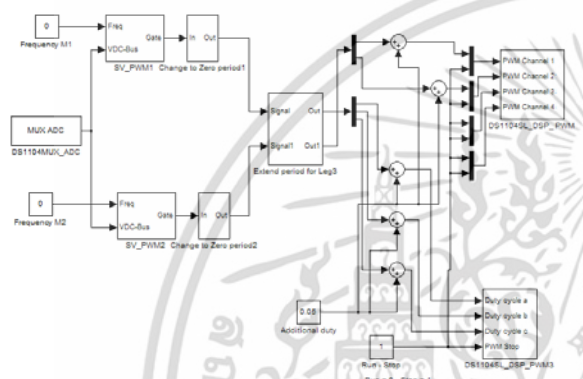 0
Freq
VDC-Bus
Gate
In
Out
Frequency M1
SV_PWM1
Change to Zero period1
MUX ADC
DS1104MUX_ADC
Signal
Signal1
Out
Out1
Extend period for Leg3
0
Freq
VDC-Bus
Gate
In
Out
Frequency M2
SV_PWM2
Change to Zero period2
PWM Channel 1
PWM Channel 2
PWM Channel 3
PWM Channel 4
DS1104SL_DSP_PWM
0.05
Additional duty
1
Duty cycle a
Duty cycle b
Duty cycle c
PWM Stop
DS1104SL_DSP_PWM3